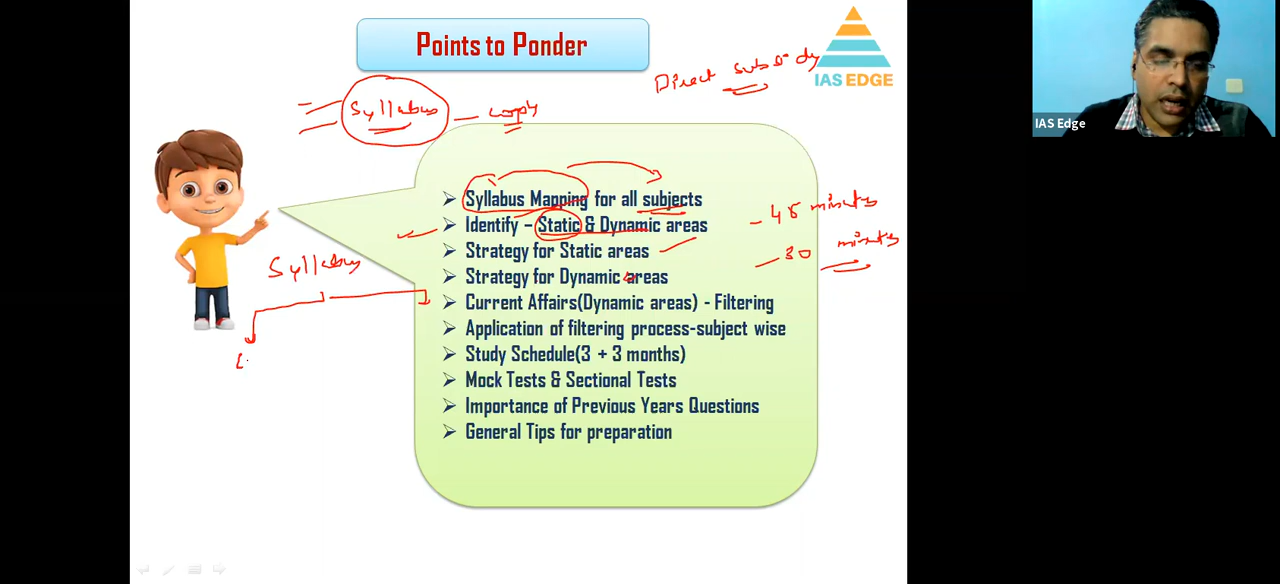 Points to Ponder
Direct subsidy
IAS EDGE
Syllabus
IAS Edge
Syllabus Mapping for all subjects
Identify – Static & Dynamic areas
- 45 minutes
Strategy for Static areas
- 30 minutes
Syllabus
Strategy for Dynamic areas
Current Affairs(Dynamic areas) - Filtering
Application of filtering process-subject wise
Study Schedule(3 + 3 months)
Mock Tests & Sectional Tests
Importance of Previous Years Questions
General Tips for preparation